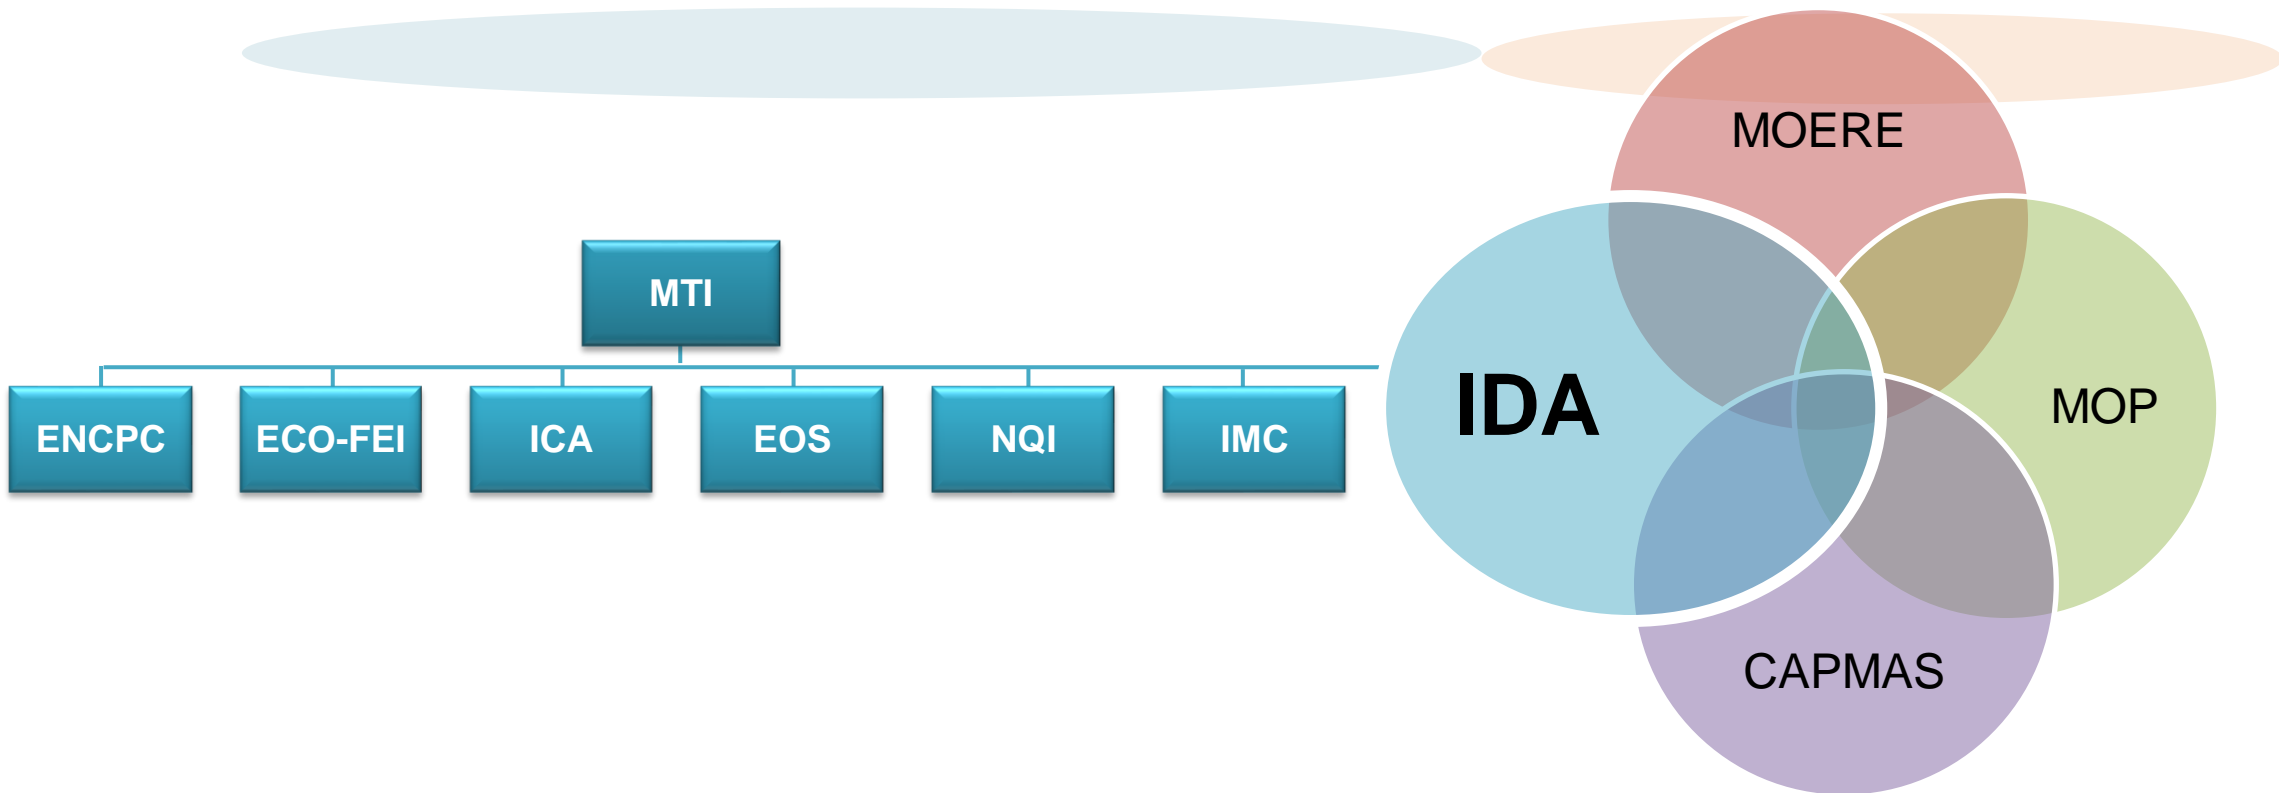 MTI
ENCPC
ECO-FEI
ICA
EOS
NQI
IMC
MOERE
IDA
MOP
CAPMAS